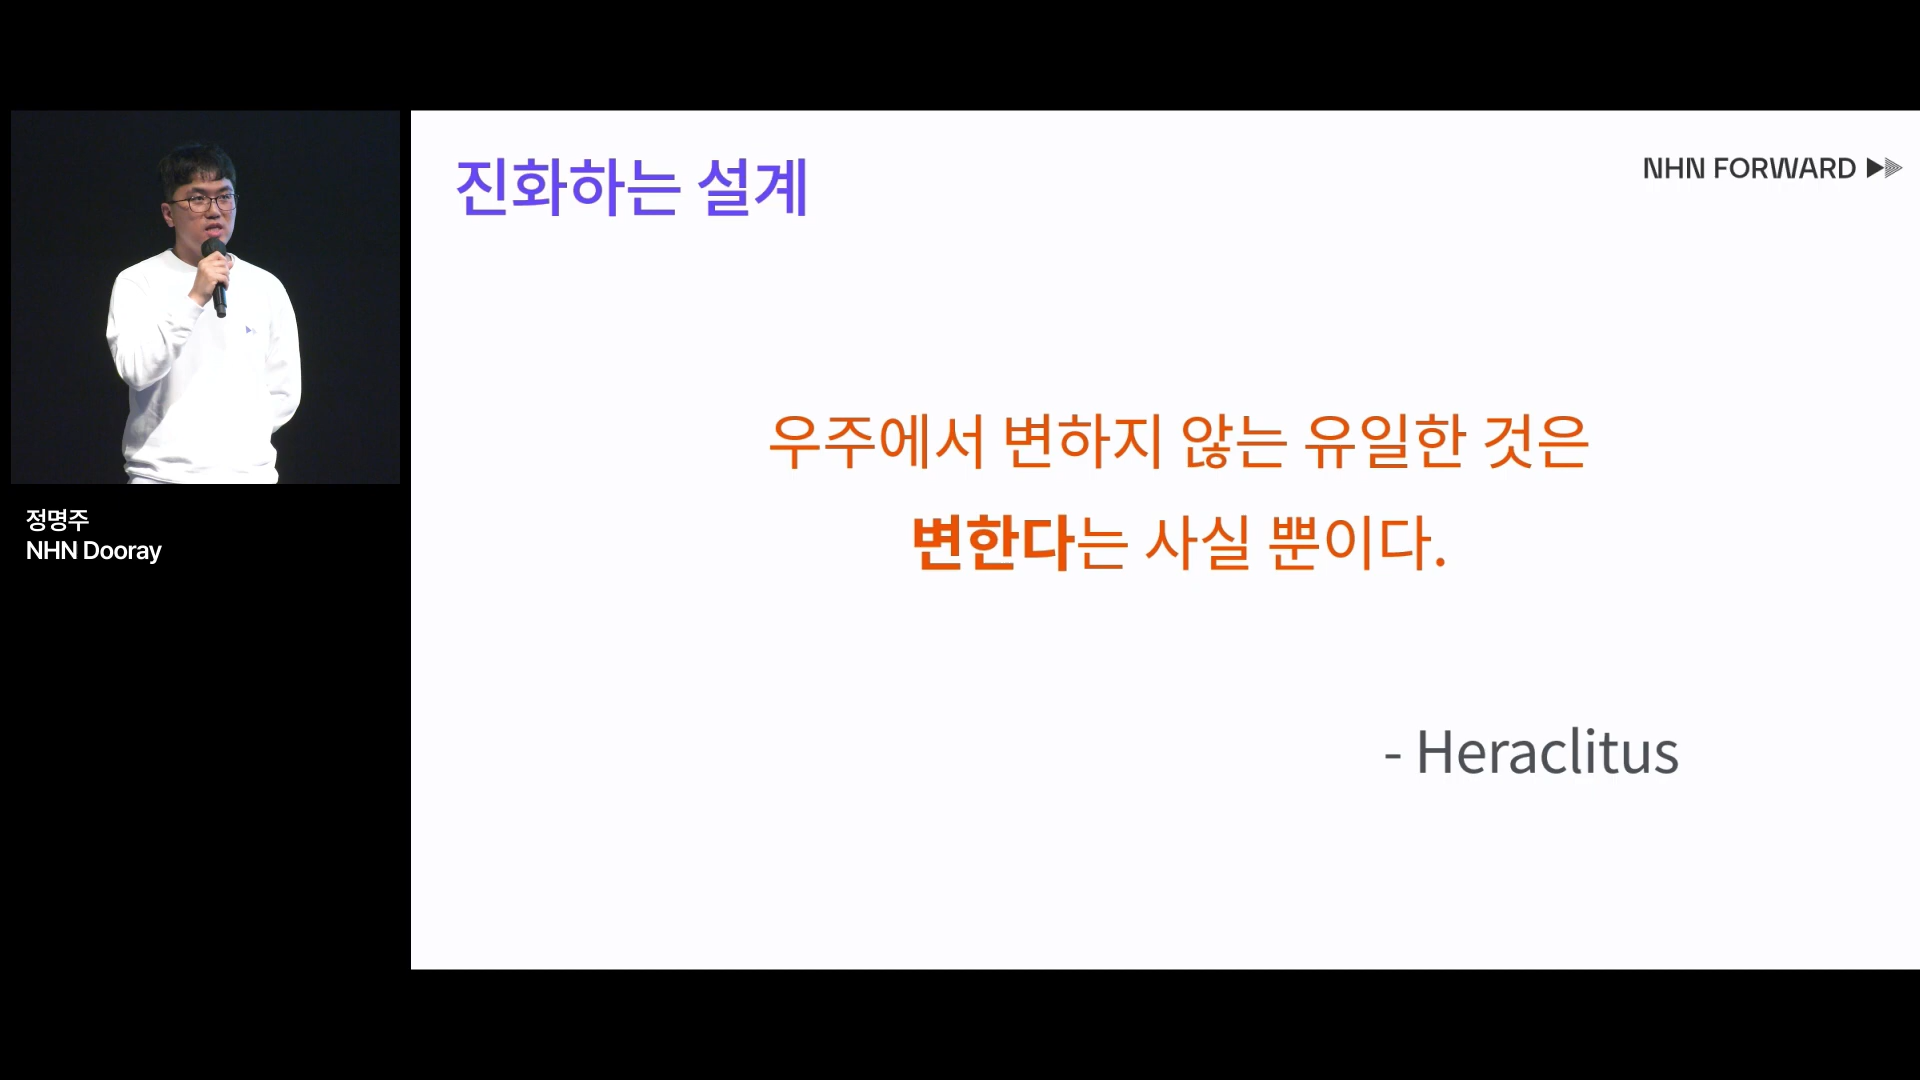 진화하는 설계
NHN FORWARD
우주에서 변하지 않는 유일한 것은
변한다는 사실 뿐이다.
- Heraclitus
정명주
NHN Dooray